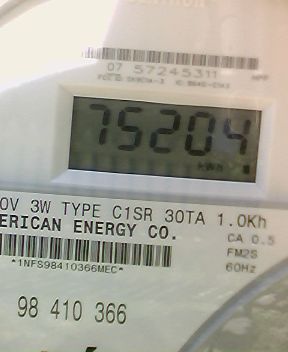 07 57245311
75204
kWh
0V 3W TYPE C1SR 30TA 1.0Kh
ERICAN ENERGY CO.
CA 0.5
FM2S
60Hz
*1NFS98410366MEC*
98 410 366